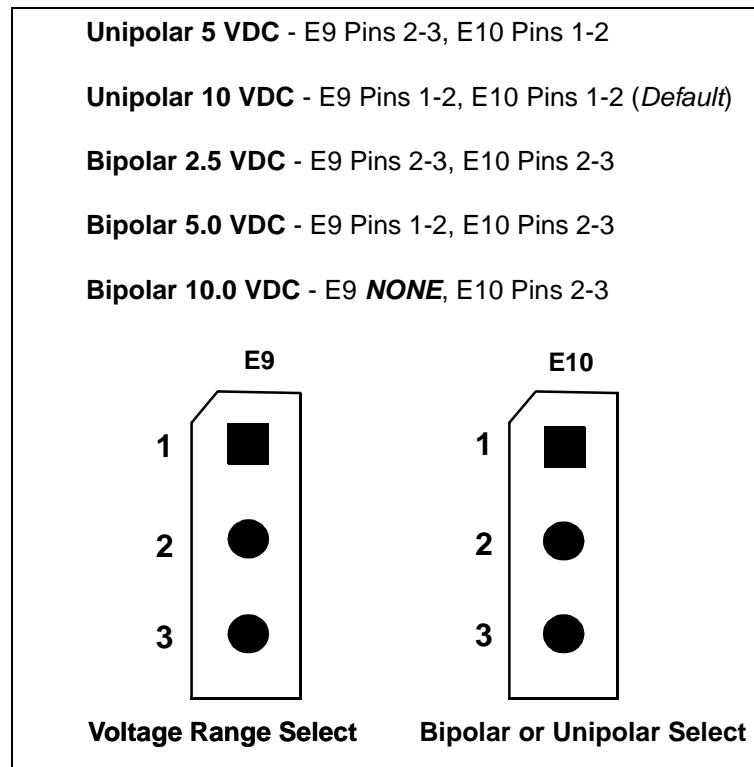 Unipolar 5 VDC - E9 Pins 2-3, E10 Pins 1-2
Unipolar 10 VDC - E9 Pins 1-2, E10 Pins 1-2 (Default)
Bipolar 2.5 VDC - E9 Pins 2-3, E10 Pins 2-3
Bipolar 5.0 VDC - E9 Pins 1-2, E10 Pins 2-3
Bipolar 10.0 VDC - E9 NONE, E10 Pins 2-3
E9
1
2
3
Voltage Range Select
E10
1
2
3
Bipolar or Unipolar Select